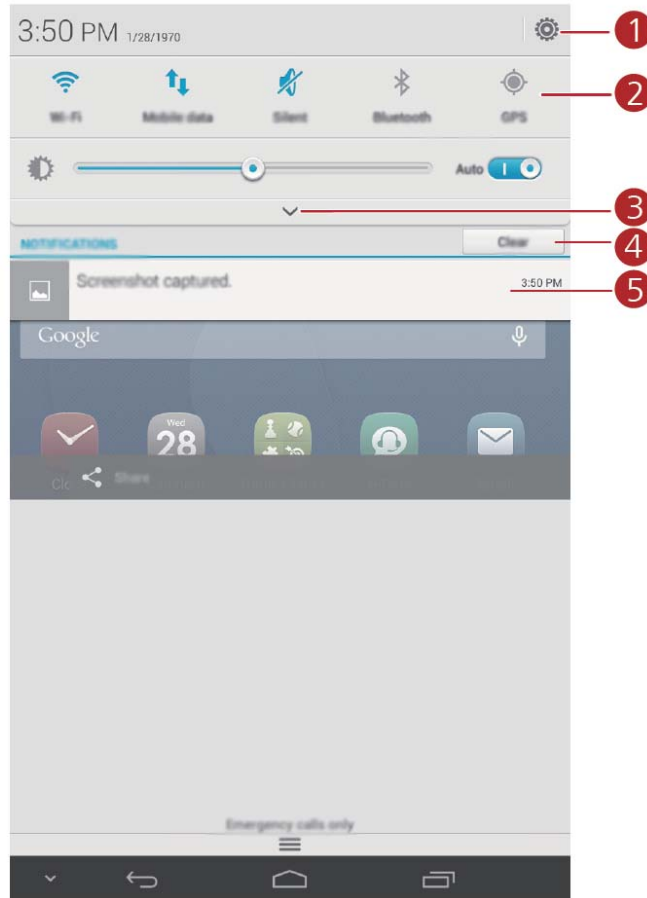 3:50 PM 1/28/1970
1
Wi-Fi Mobile data Silent Bluetooth GPS
2
Auto
3
NOTIFICATIONS Clear
4
Screenshot captured. 3:50 PM
5
Google
Wed
28
Share
Emergency calls only